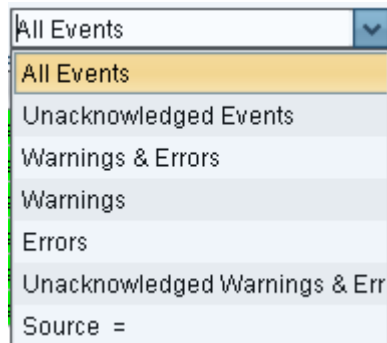 All Events
All Events
Unacknowledged Events
Warnings & Errors
Warnings
Errors
Unacknowledged Warnings & Err
Source =